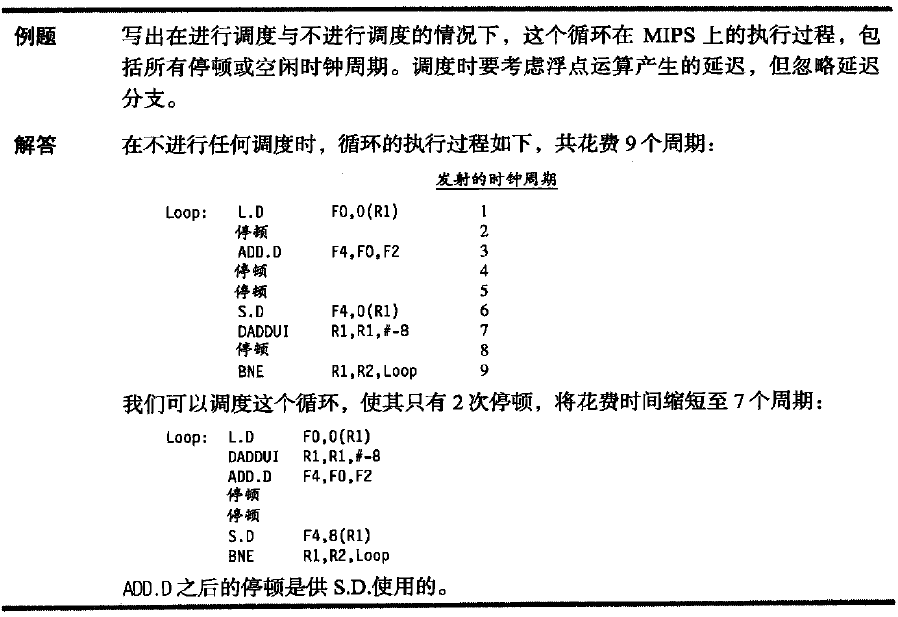 例题 写出在进行调度与不进行调度的情况下，这个循环在 MIPS 上的执行过程，包
括所有停顿或空闲时钟周期。调度时要考虑浮点运算产生的延迟，但忽略延迟
分支。
解答 在不进行任何调度时，循环的执行过程如下，共花费 9 个周期：
发射的时钟周期
Loop: L.D F0,0(R1) 1
停顿 2
ADD.D F4,F0,F2 3
停顿 4
停顿 5
S.D F4,0(R1) 6
DADDUI R1,R1,#-8 7
停顿 8
BNE R1,R2,Loop 9
我们可以调度这个循环，使其只有 2 次停顿，将花费时间缩短至 7 个周期：
Loop: L.D F0,0(R1)
DADDUI R1,R1,#-8
ADD.D F4,F0,F2
停顿
停顿
S.D F4,8(R1)
BNE R1,R2,Loop
ADD.D 之后的停顿是供 S.D.使用的。